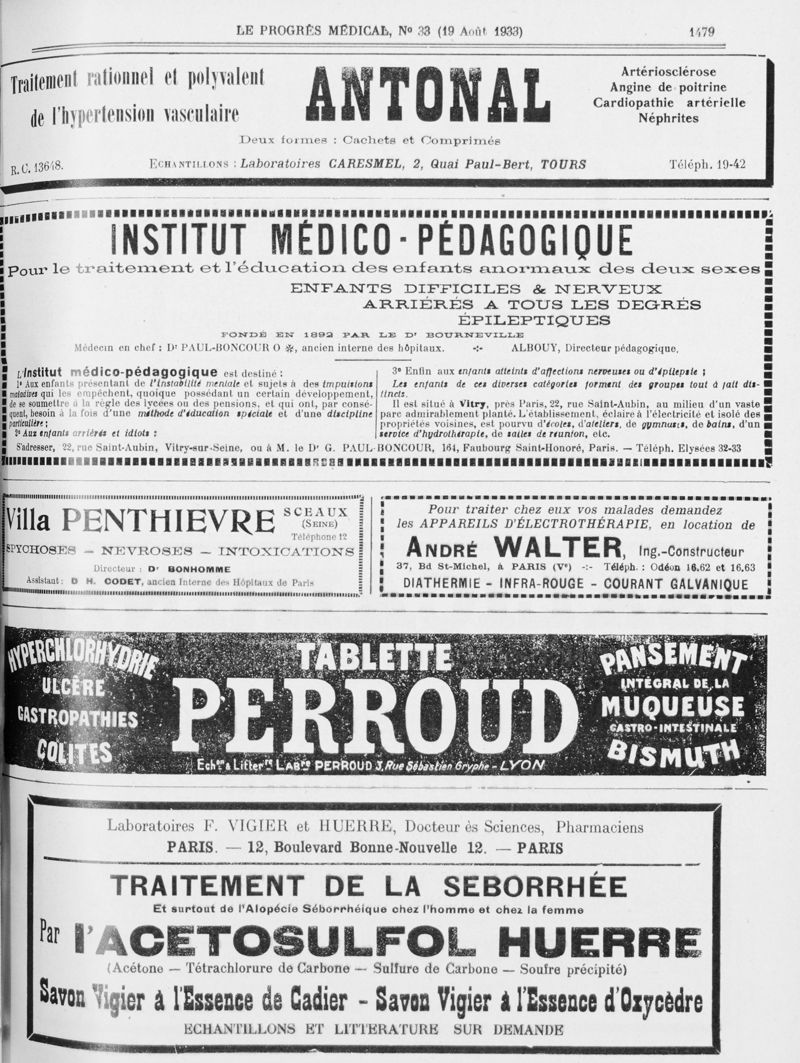 LE PROGRÈS MÉDICAL, No 33 (19 Août 1933)
1479
Traitement rationnel et polyvalent
de l'hypertension vasculaire
ANTONAL
Artériosclérose
Angine de poitrine
Cardiopathie artérielle
Néphrites
Deux formes : Cachets et Comprimés
R. C. 13648.
ECHANTILLONS : Laboratoires CARESMEL, 2, Quai Paul-Bert, TOURS
Téléph. 19-42
INSTITUT MÉDICO-PÉDAGOGIQUE
Pour le traitement et l'éducation des enfants anormaux des deux sexes
ENFANTS DIFFICILES & NERVEUX
ARRIÉRÉS A TOUS LES DEGRÉS
ÉPILEPTIQUES
FONDÉ EN 1892 PAR LE Dr BOURNEVILLE
Médecin en chef : Dr PAUL-BONCOUR O ✻, ancien interne des hôpitaux. -:- ALBOUY, Directeur pédagogique.
L'Institut médico-pédagogique est destiné :
1o Aux enfants présentant de l'instabilité mentale et sujets à des impulsions
maladives qui les empêchent, quoique possédant un certain développement,
de se soumettre à la règle des lycées ou des pensions, et qui ont, par consé-
quent, besoin à la fois d'une méthode d'éducation spéciale et d'une discipline
particulière ;
2o Aux enfants arriérés et idiots ;
3o Enfin aux enfants atteints d'affections nerveuses ou d'épilepsie ;
Les enfants de ces diverses catégories forment des groupes tout à fait dis-
tincts.
Il est situé à Vitry, près Paris, 22, rue Saint-Aubin, au milieu d'un vaste
parc admirablement planté. L'établissement, éclairé à l'électricité et isolé des
propriétés voisines, est pourvu d'écoles, d'ateliers, de gymnases, de bains, d'un
service d'hydrothérapie, de salles de réunion, etc.
S'adresser, 22, rue Saint-Aubin, Vitry-sur-Seine, ou à M. le Dr G. PAUL-BONCOUR, 164, Faubourg Saint-Honoré, Paris. — Téléph. Elysées 32-33
Villa PENTHIEVRE
SCEAUX
(SEINE)
Téléphone 12
SPYCHOSES — NEVROSES — INTOXICATIONS
Directeur : Dr BONHOMME
Assistant : D H. CODET, ancien Interne des Hôpitaux de Paris
Pour traiter chez eux vos malades demandez
les APPAREILS D'ÉLECTROTHÉRAPIE, en location de
ANDRÉ WALTER, Ing.-Constructeur
37, Bd St-Michel, à PARIS (Ve) -:- Téléph. : Odéon 16.62 et 16.63
DIATHERMIE - INFRA-ROUGE - COURANT GALVANIQUE
HYPERCHLORHYDRIE
ULCÈRE
GASTROPATHIES
COLITES
TABLETTE
PERROUD
Echons & Littérre LABres PERROUD 3, Rue Sébastien Gryphe - LYON
PANSEMENT
INTÉGRAL DE LA
MUQUEUSE
GASTRO-INTESTINALE
BISMUTH
Laboratoires F. VIGIER et HUERRE, Docteur ès Sciences, Pharmaciens
PARIS. — 12, Boulevard Bonne-Nouvelle 12. — PARIS
TRAITEMENT DE LA SEBORRHÉE
Et surtout de l'Alopécie Séborrhéique chez l'homme et chez la femme
Par l'ACETOSULFOL HUERRE
(Acétone — Tétrachlorure de Carbone — Sulfure de Carbone — Soufre précipité)
Savon Vigier à l'Essence de Cadier - Savon Vigier à l'Essence d'Oxycèdre
ECHANTILLONS ET LITTERATURE SUR DEMANDE